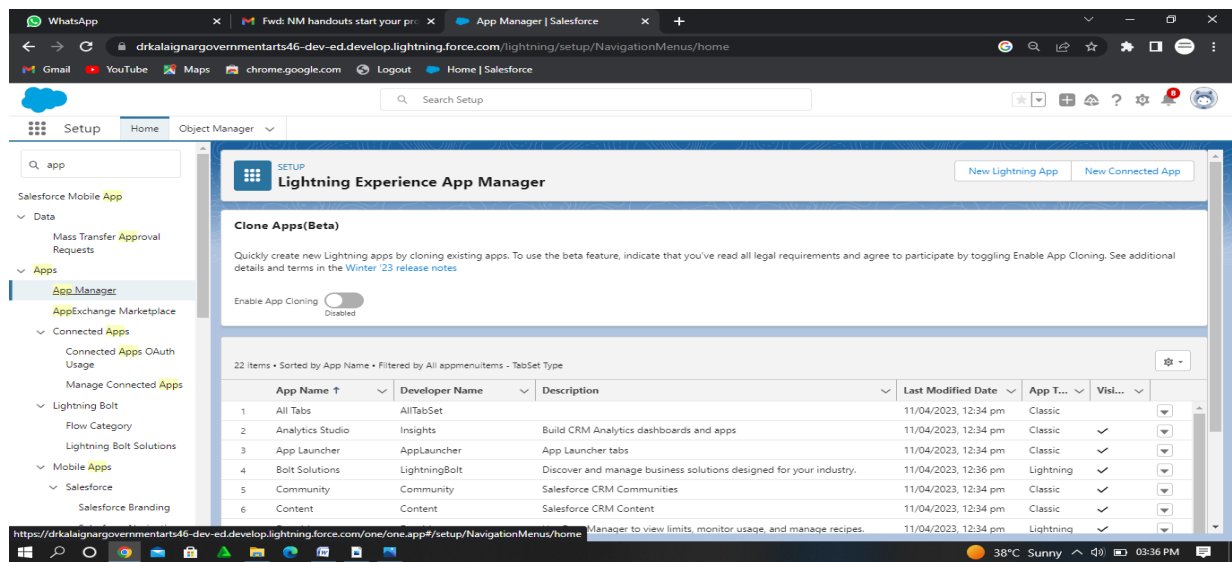 WhatsApp
Fwd: NM handouts start your pro
App Manager | Salesforce
drkalaignargovernmentarts46-dev-ed.develop.lightning.force.com/lightning/setup/NavigationMenus/home
Gmail YouTube Maps chrome.google.com Logout Home | Salesforce
Search Setup
8
Setup Home Object Manager
app
Salesforce Mobile App
Data
Mass Transfer Approval
Requests
Apps
App Manager
AppExchange Marketplace
Connected Apps
Connected Apps OAuth
Usage
Manage Connected Apps
Lightning Bolt
Flow Category
Lightning Bolt Solutions
Mobile Apps
Salesforce
Salesforce Branding
SETUP
Lightning Experience App Manager
New Lightning App New Connected App
Clone Apps(Beta)
Quickly create new Lightning apps by cloning existing apps. To use the beta feature, indicate that you've read all legal requirements and agree to participate by toggling Enable App Cloning. See additional
details and terms in the Winter '23 release notes
Enable App Cloning
Disabled
22 items • Sorted by App Name • Filtered by All appmenuitems - TabSet Type
App Name Developer Name Description Last Modified Date App T... Visi...
1 All Tabs AllTabSet 11/04/2023, 12:34 pm Classic
2 Analytics Studio Insights Build CRM Analytics dashboards and apps 11/04/2023, 12:34 pm Classic
3 App Launcher AppLauncher App Launcher tabs 11/04/2023, 12:34 pm Classic
4 Bolt Solutions LightningBolt Discover and manage business solutions designed for your industry. 11/04/2023, 12:36 pm Lightning
5 Community Community Salesforce CRM Communities 11/04/2023, 12:34 pm Classic
6 Content Content Salesforce CRM Content 11/04/2023, 12:34 pm Classic
Manager to view limits, monitor usage, and manage recipes. 11/04/2023, 12:34 pm Lightning
https://drkalaignargovernmentarts46-dev-ed.develop.lightning.force.com/one/one.app#/setup/NavigationMenus/home
38°C Sunny 03:36 PM